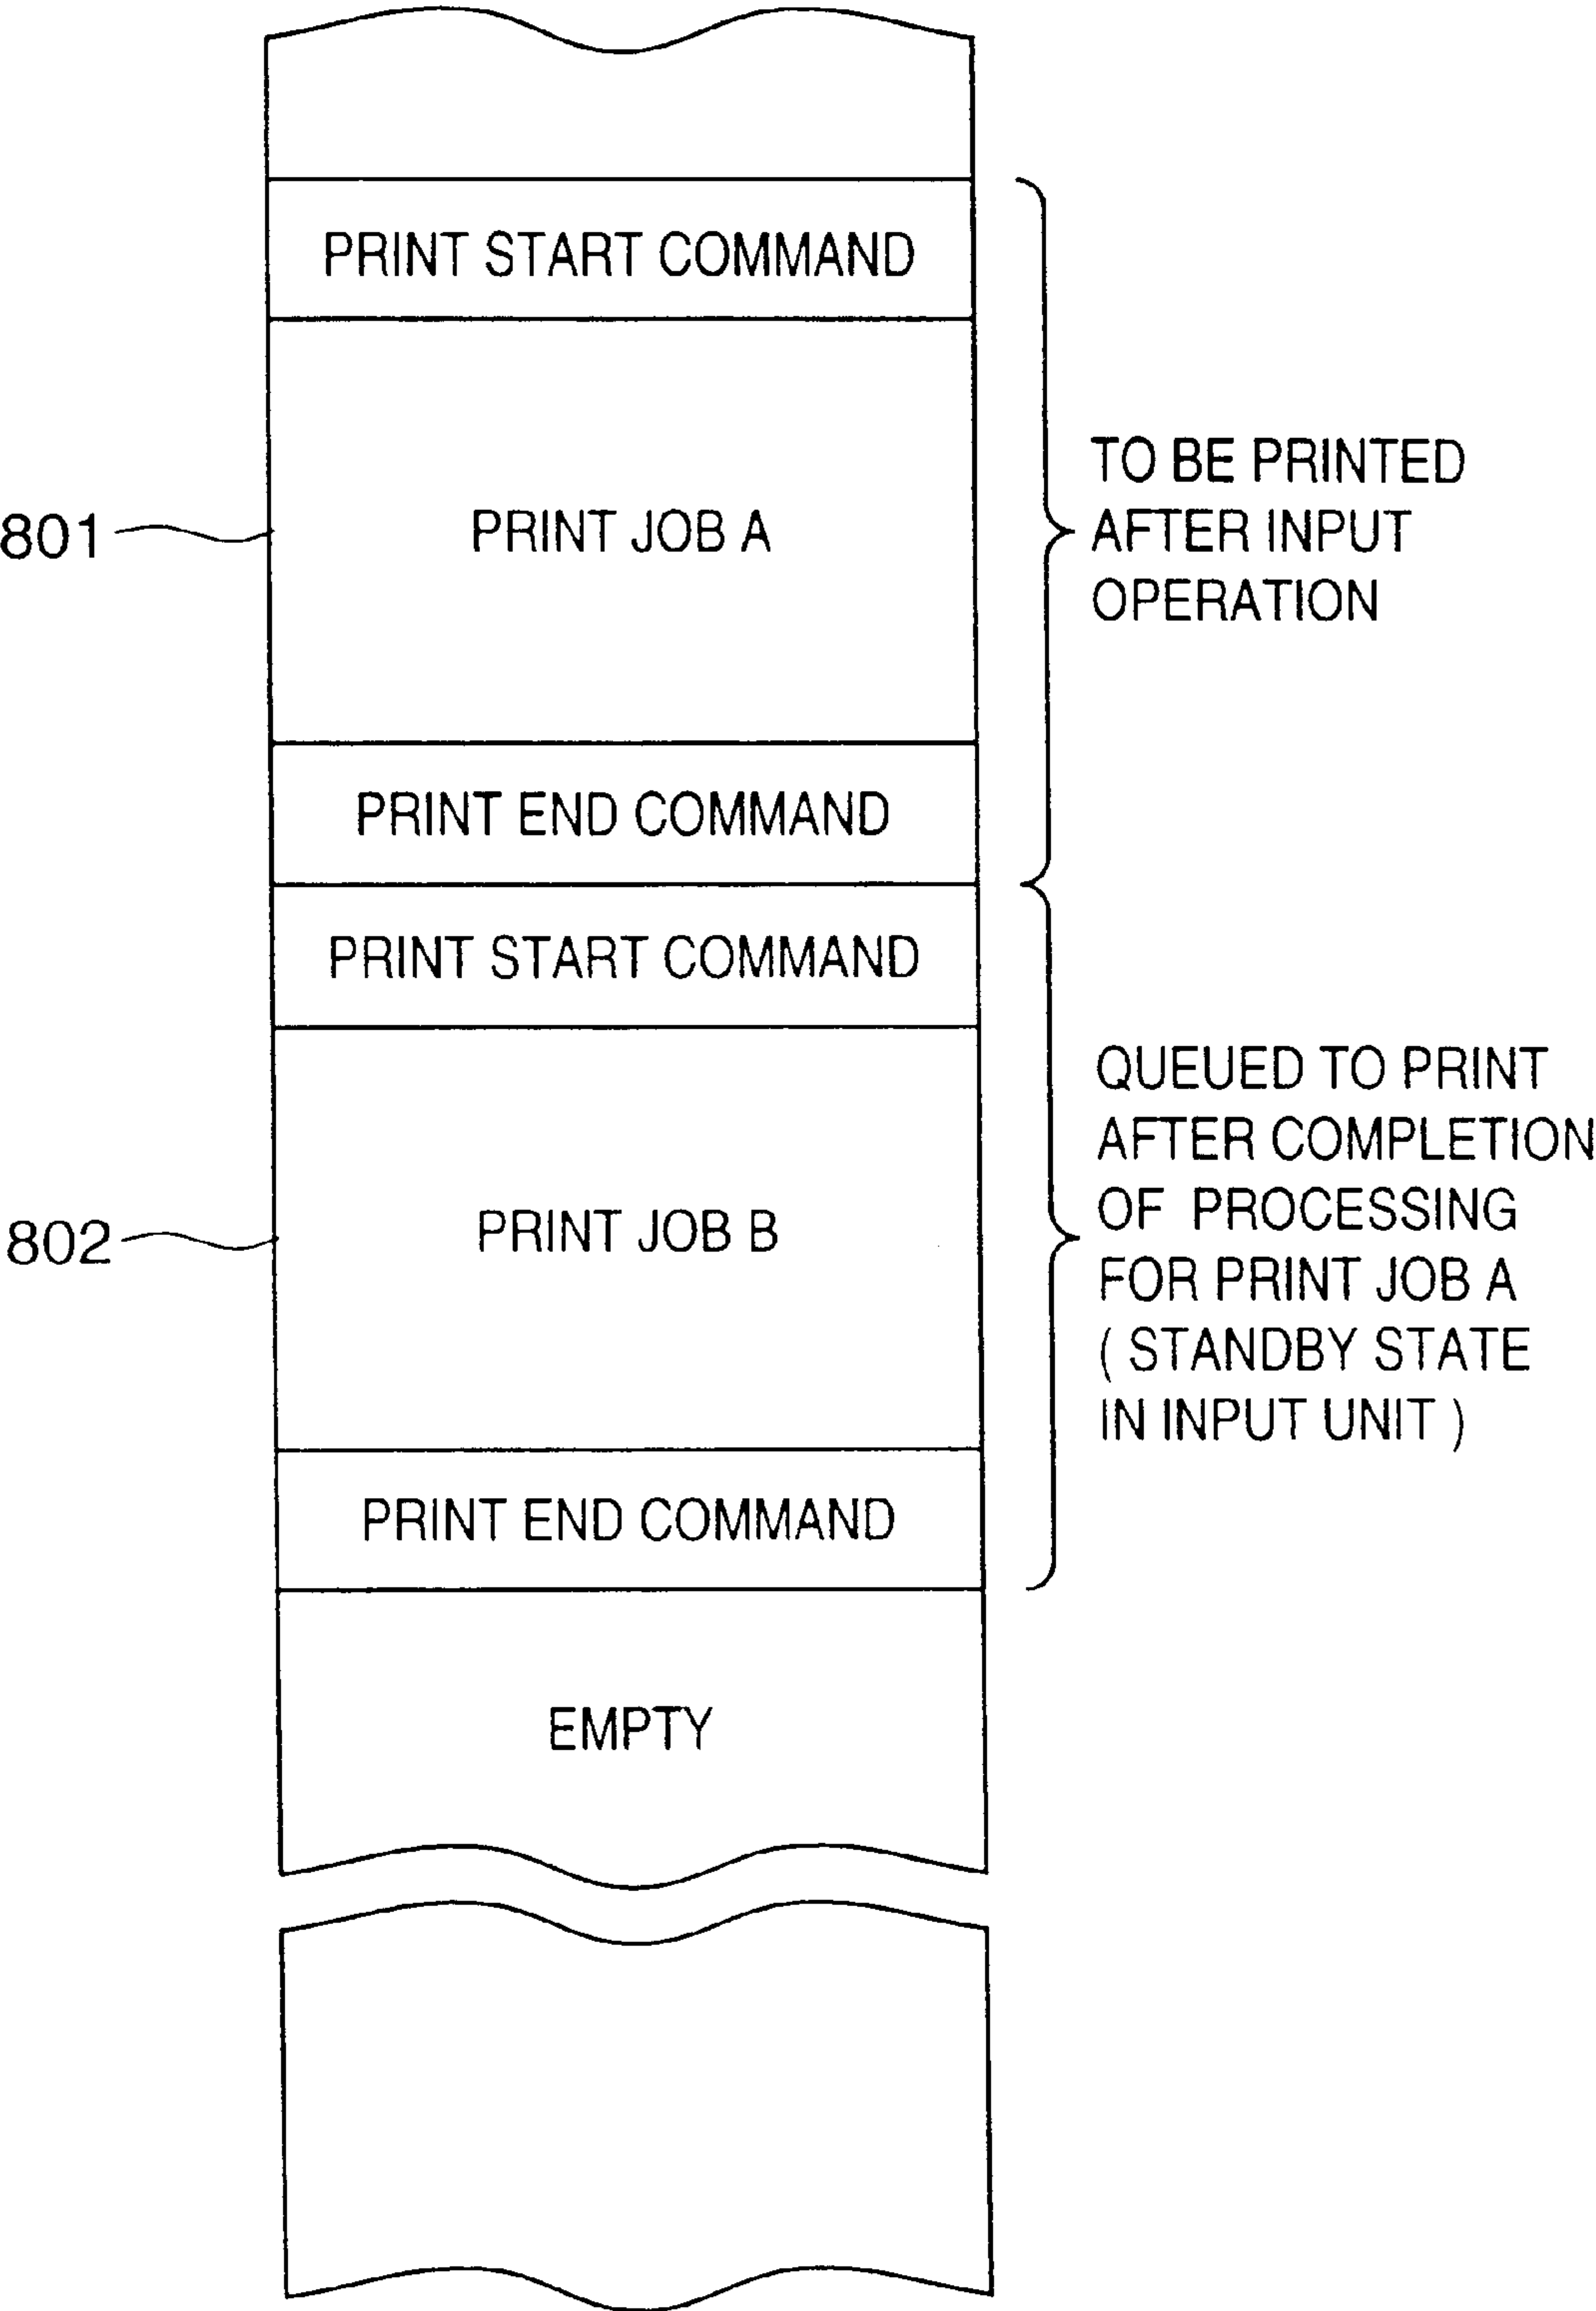 PRINT START COMMAND
801
PRINT JOB A
TO BE PRINTED
AFTER INPUT
OPERATION
PRINT END COMMAND
PRINT START COMMAND
802
PRINT JOB B
QUEUED TO PRINT
AFTER COMPLETION
OF PROCESSING
FOR PRINT JOB A
( STANDBY STATE
IN INPUT UNIT )
PRINT END COMMAND
EMPTY